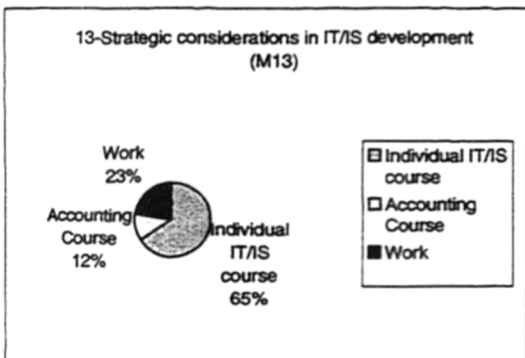 13-Strategic considerations in IT/IS development
(M13)
Work
23%
Accounting
Course
12%
Individual
IT/IS
course
65%
Individual IT/IS
course
Accounting
Course
Work